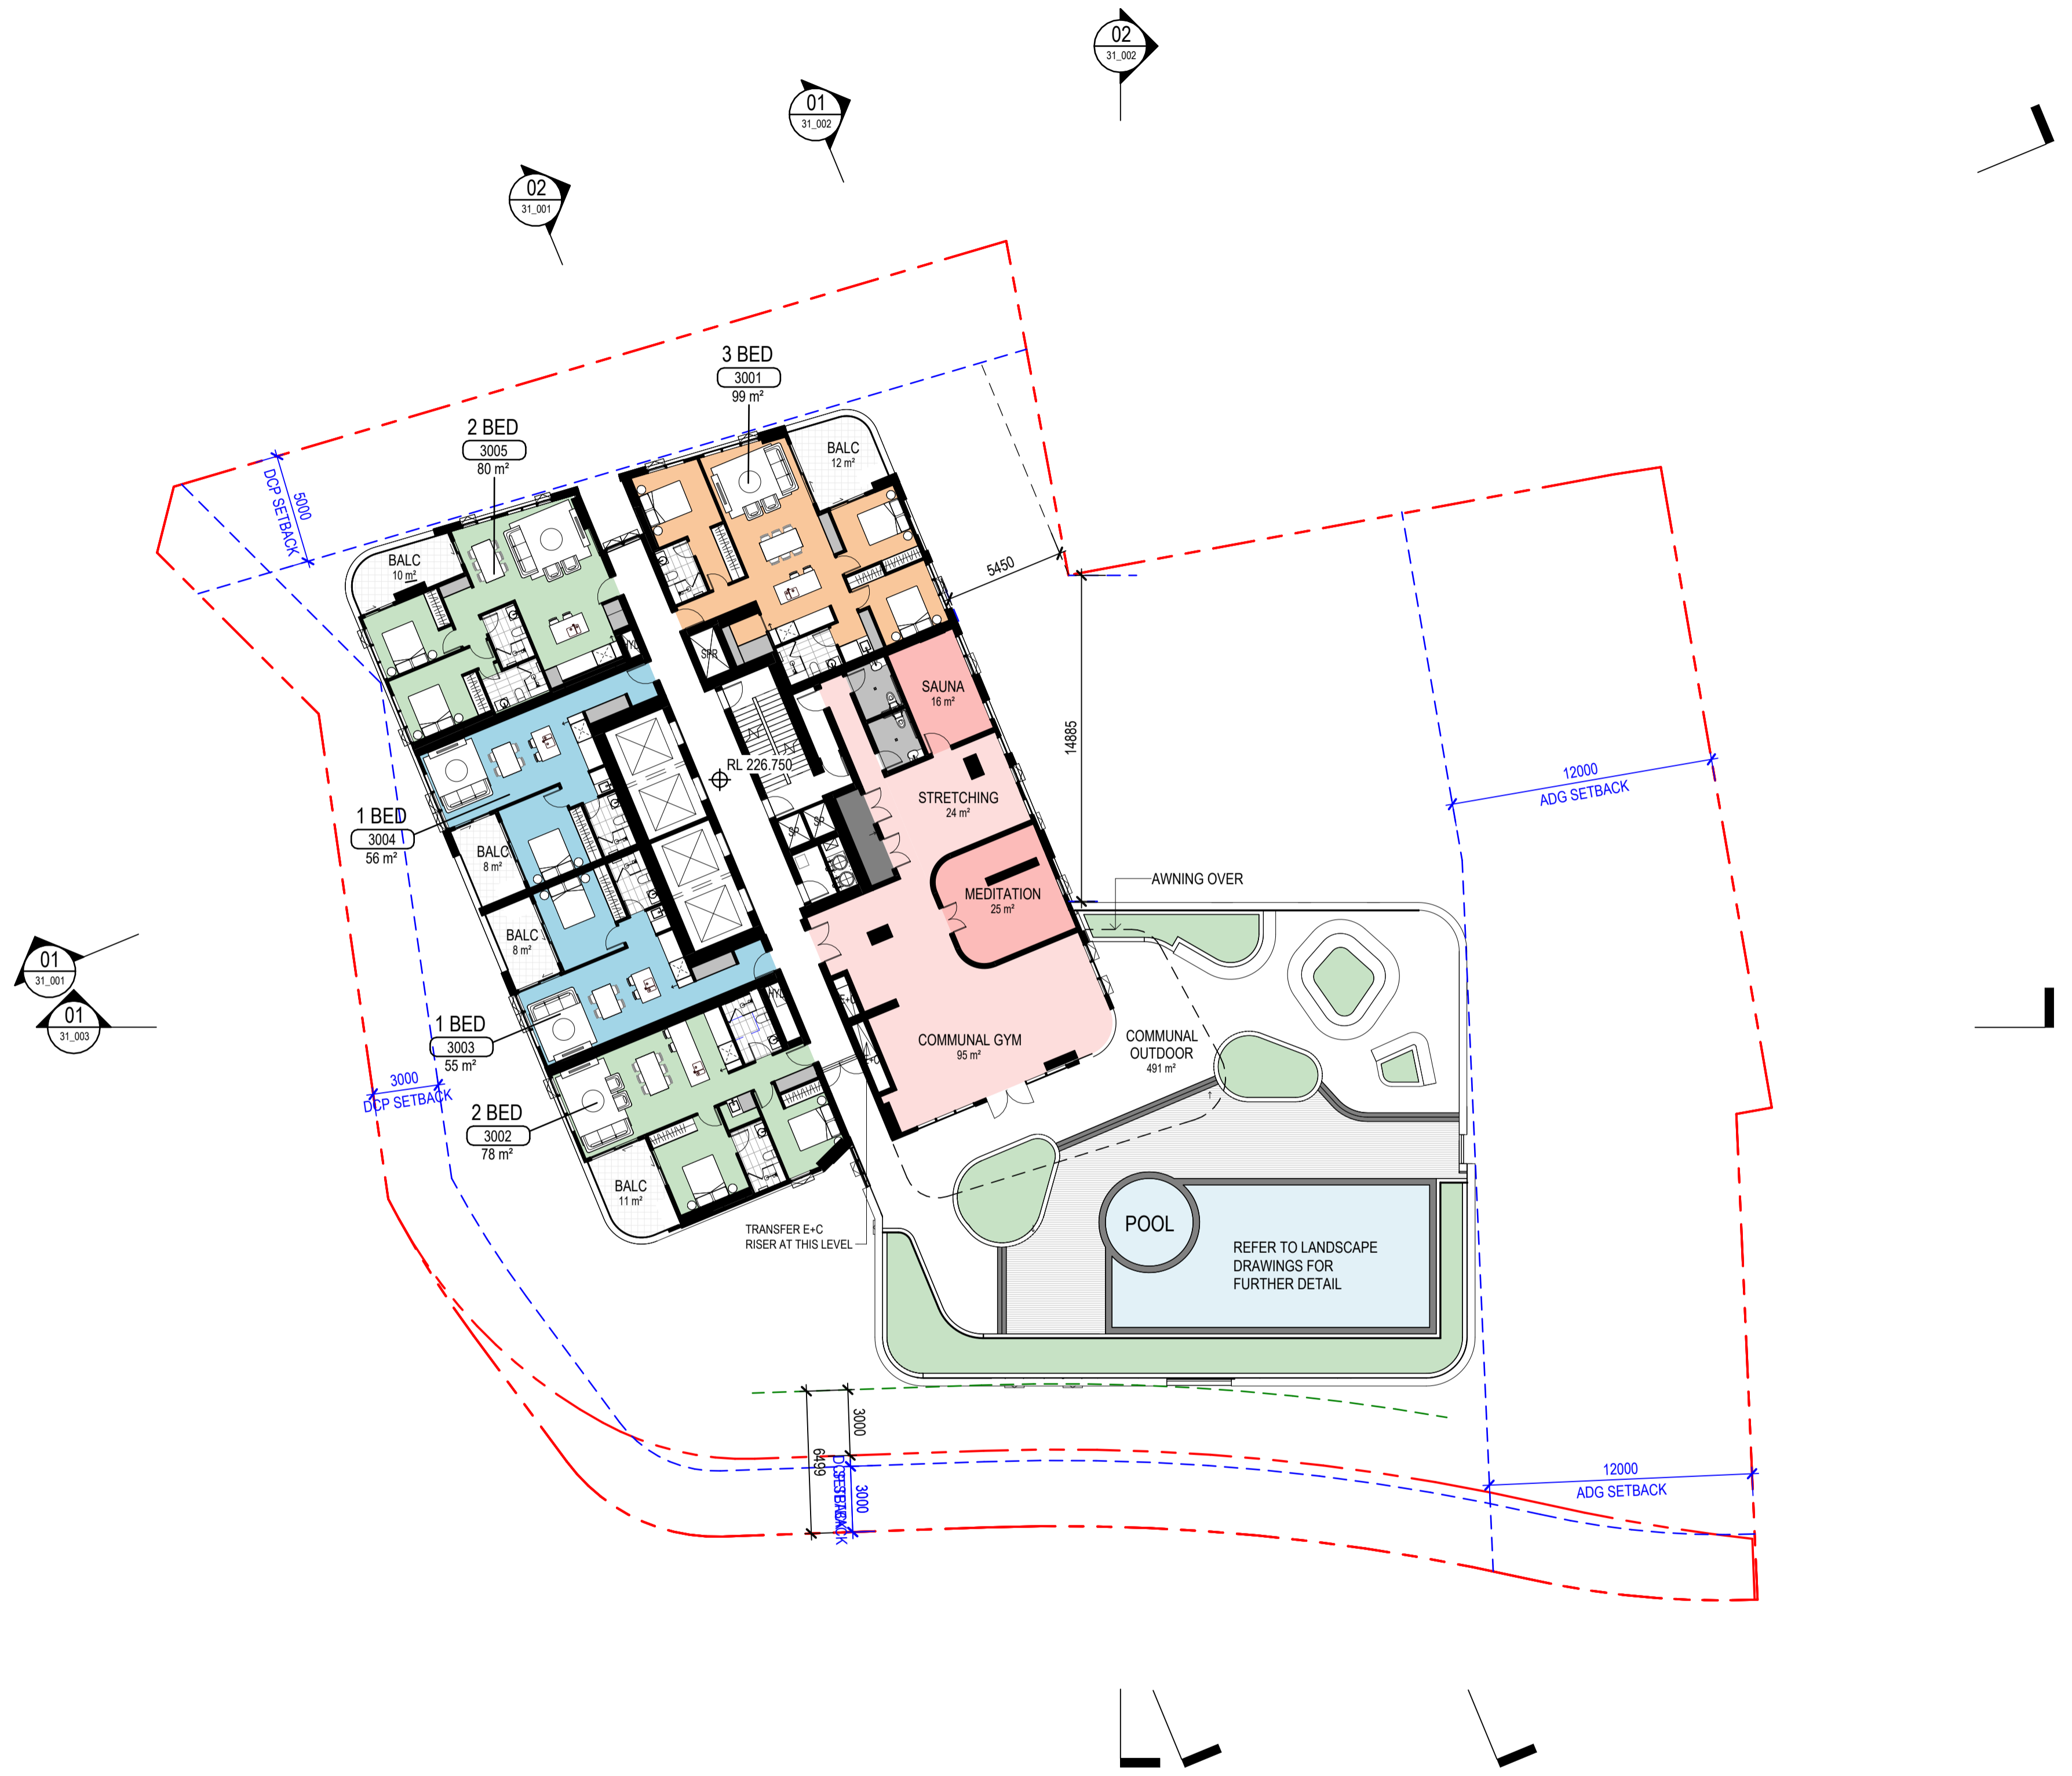 02
31_002
01
31_002
02
31_001
3 BED
3001
99 m²
2 BED
3005
80 m²
BALC
12 m²
5000
DCP SETBACK
BALC
10 m²
5450
HYD
SPR
SAUNA
16 m²
14885
RL 226.750
12000
ADG SETBACK
STRETCHING
24 m²
1 BED
3004
56 m²
SP
SP
BALC
8 m²
AWNING OVER
MEDITATION
25 m²
BALC
8 m²
01
31_001
01
31_003
HYD
E+C
1 BED
3003
55 m²
COMMUNAL GYM
95 m²
COMMUNAL
OUTDOOR
491 m²
3000
DCP SETBACK
2 BED
3002
78 m²
BALC
11 m²
TRANSFER E+C
RISER AT THIS LEVEL
POOL
REFER TO LANDSCAPE
DRAWINGS FOR
FURTHER DETAIL
3000
6499
3000
12000
ADG SETBACK